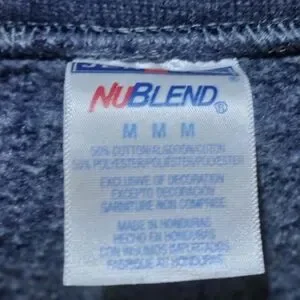 NUBLEND®
M M M
50% COTTON/ALGODON/COTON
50% POLYESTER/POLIESTER/POLYESTER
EXCLUSIVE OF DECORATION
EXCEPTO DECORACION
GARNITURE NON COMPRISE
MADE IN HONDURAS
HECHO EN HONDURAS
CON INSUMOS IMPORTADOS
FABRIQUE AU HONDURAS